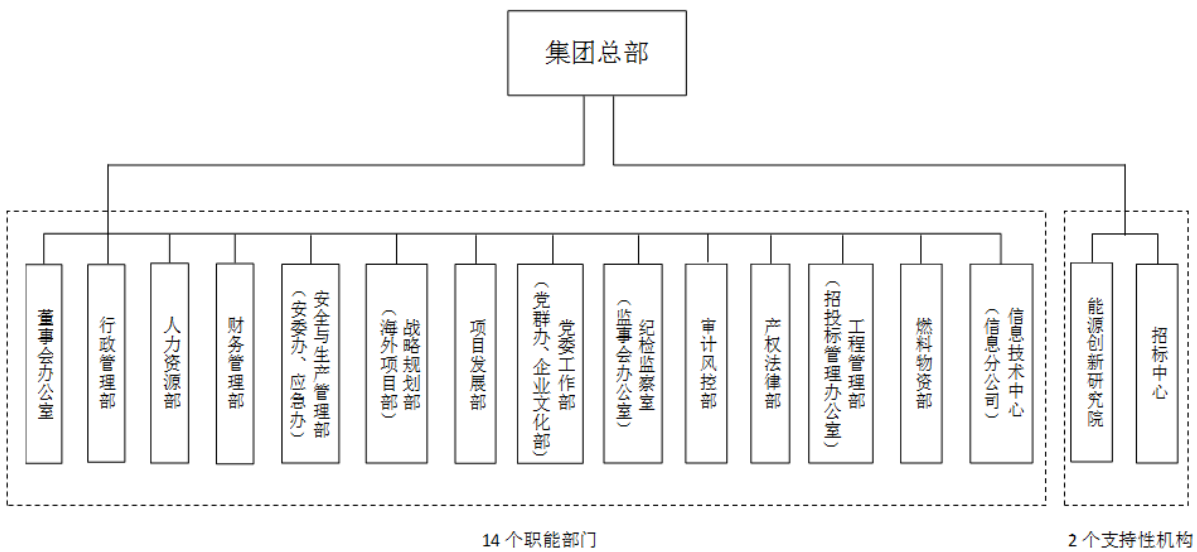 集团总部
董事会办公室
行政管理部
人力资源部
财务管理部
安全与生产管理部
（安委办、应急办）
战略规划部
（海外项目部）
项目发展部
党委工作部
（党群办、企业文化部）
纪检监察室
（监事会办公室）
审计风控部
产权法律部
工程管理部
（招投标管理办公室）
燃料物资部
信息技术中心
（信息分公司）
能源创新研究院
招标中心
14 个职能部门
2 个支持性机构